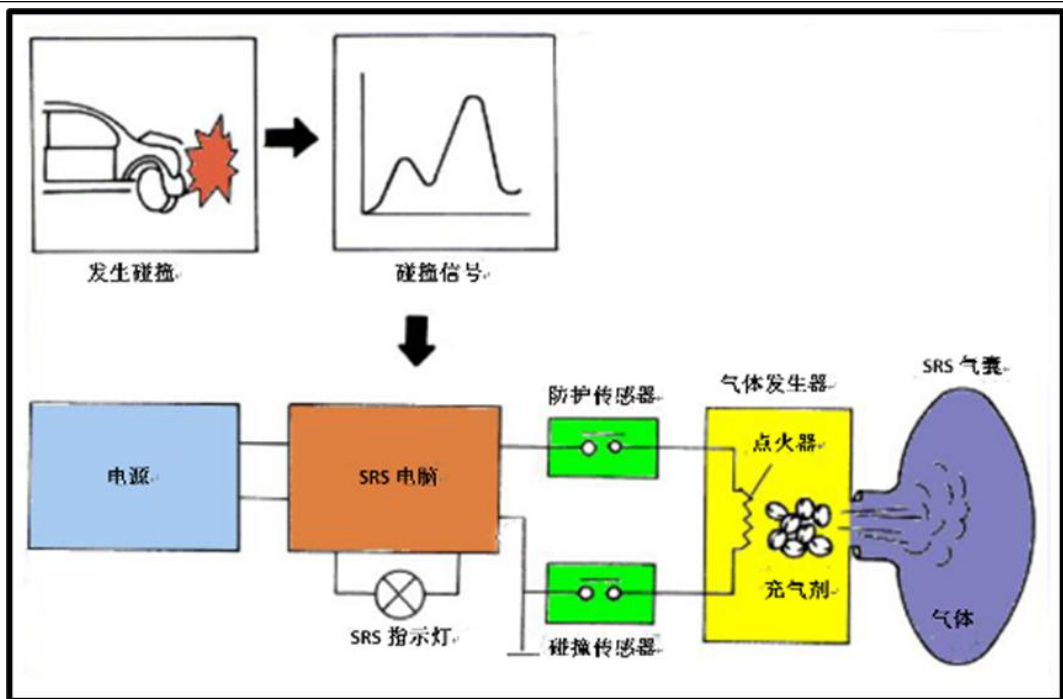 发生碰撞
碰撞信号
SRS 气囊
防护传感器
气体发生器
点火器
电源
SRS 电脑
充气剂
气体
SRS 指示灯
碰撞传感器